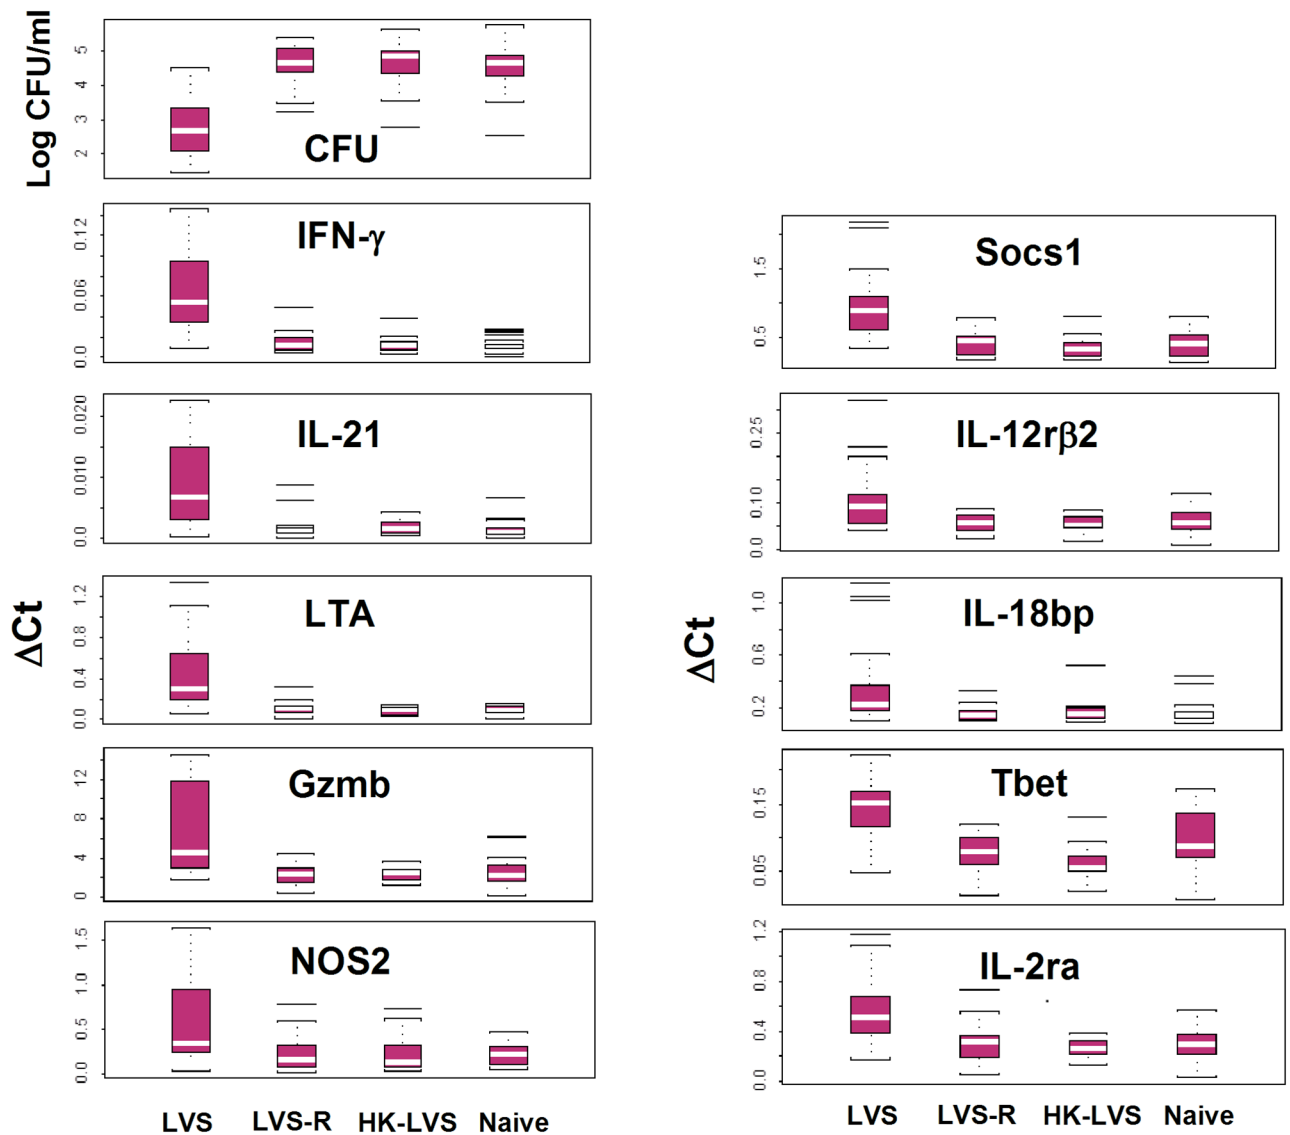 Log CFU/ml
5
4
3
2
CFU
0.12
0.06
0.0
IFN-γ
0.020
0.010
0.0
IL-21
ΔCt
1.2
0.8
0.4
0.0
LTA
12
8
4
0
Gzmb
1.5
1.0
0.5
0.0
NOS2
LVS LVS-R HK-LVS Naive
1.5
0.5
Socs1
0.25
0.10
0.0
IL-12rβ2
ΔCt
1.0
0.6
0.2
IL-18bp
0.15
0.05
Tbet
1.2
0.8
0.4
0.0
IL-2ra
LVS LVS-R HK-LVS Naive